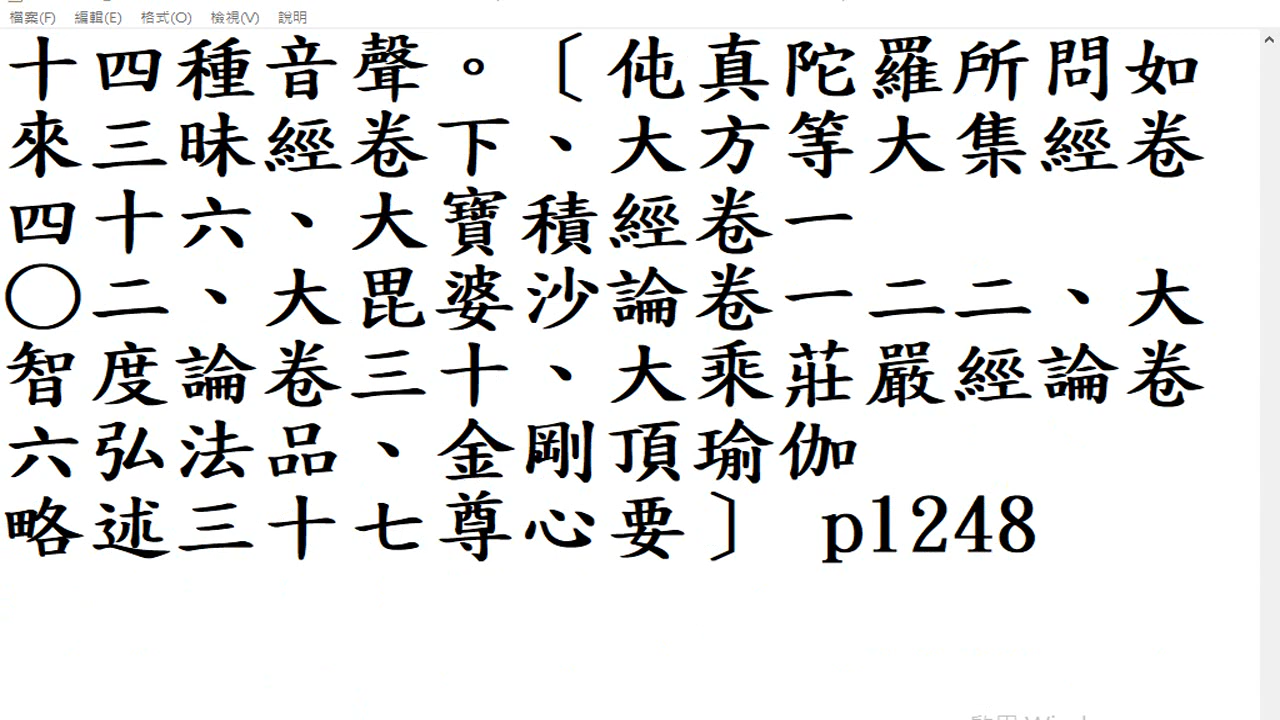 檔案(F) 編輯(E) 格式(O) 檢視(V) 說明
十四種音聲。〔伅真陀羅所問如
來三昧經卷下、大方等大集經卷
四十六、大寶積經卷一
〇二、大毘婆沙論卷一二二、大
智度論卷三十、大乘莊嚴經論卷
六弘法品、金剛頂瑜伽
略述三十七尊心要〕 p1248